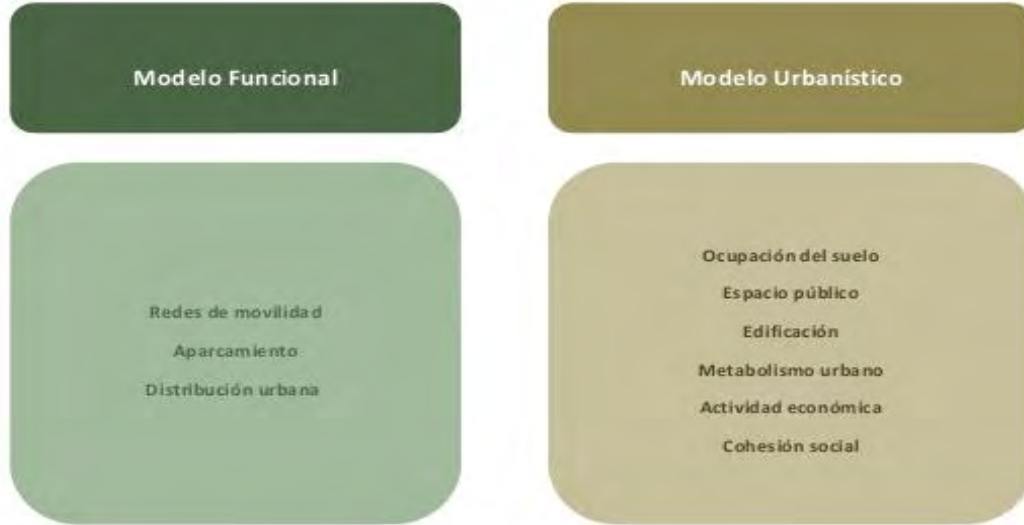 Modelo Funcional
Redes de movilidad
Aparcamiento
Distribución urbana
Modelo Urbanístico
Ocupación del suelo
Espacio público
Edificación
Metabolismo urbano
Actividad económica
Cohesión social